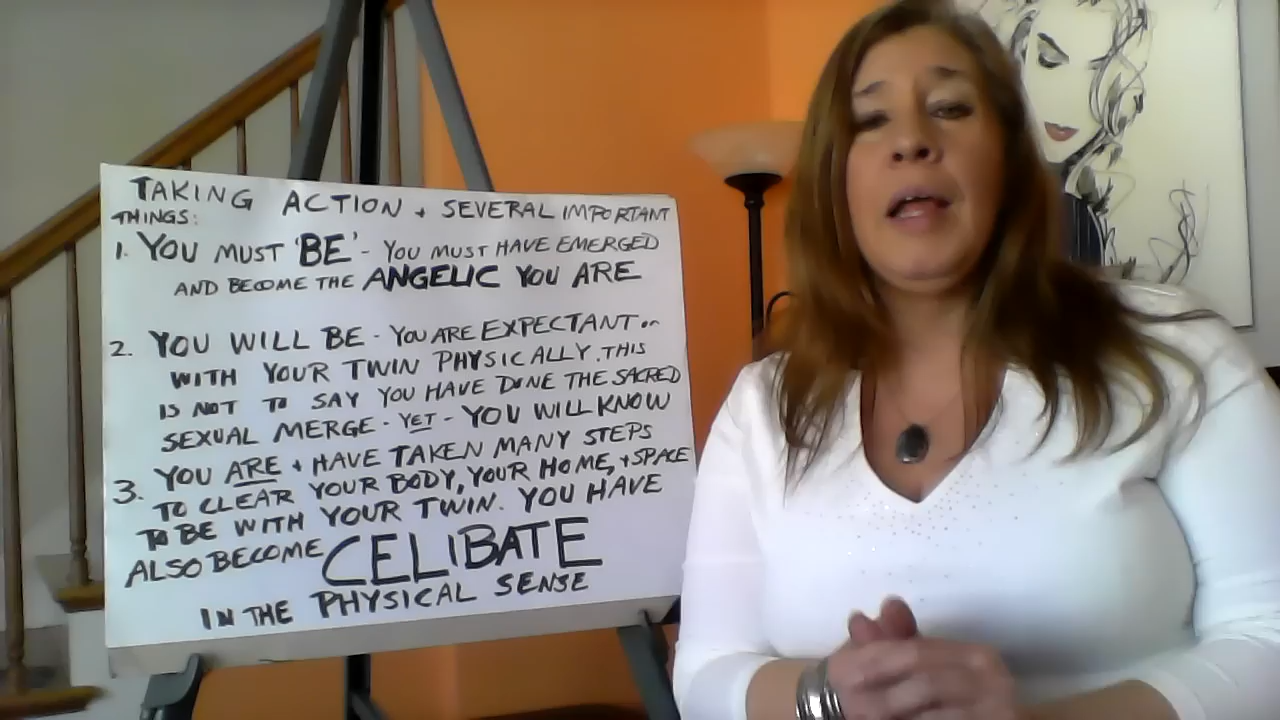 TAKING ACTION + SEVERAL IMPORTANT
THINGS:
1. YOU MUST 'BE' - YOU MUST HAVE EMERGED
AND BECOME THE ANGELIC YOU ARE
2. YOU WILL BE - YOU ARE EXPECTANT
WITH YOUR TWIN PHYSICALLY. THIS
IS NOT TO SAY YOU HAVE DONE THE SACRED
SEXUAL MERGE - YET - YOU WILL KNOW
3. YOU ARE + HAVE TAKEN MANY STEPS
TO CLEAR YOUR BODY, YOUR HOME, + SPACE
TO BE WITH YOUR TWIN. YOU HAVE
ALSO BECOME CELIBATE
IN THE PHYSICAL SENSE